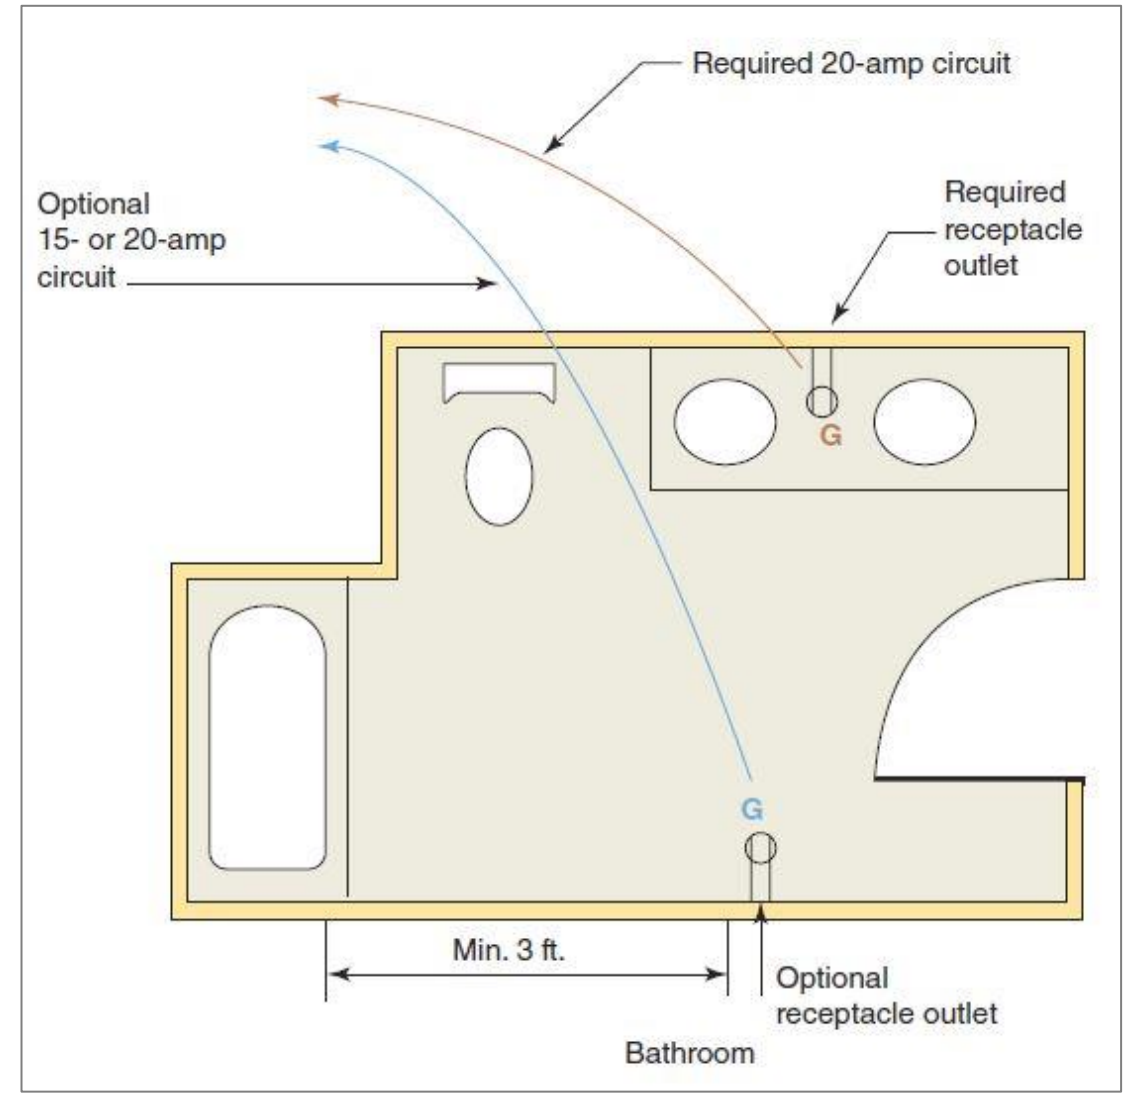 Required 20-amp circuit
Required
receptacle
outlet
Optional
15- or 20-amp
circuit
G
G
Min. 3 ft.
Optional
receptacle outlet
Bathroom